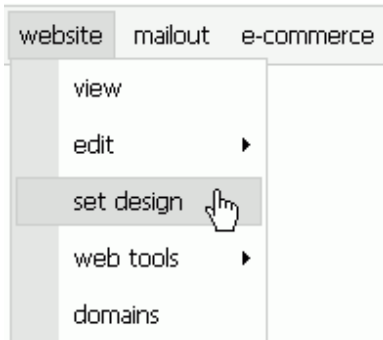 website mailout e-commerce
view
edit
set design
web tools
domains